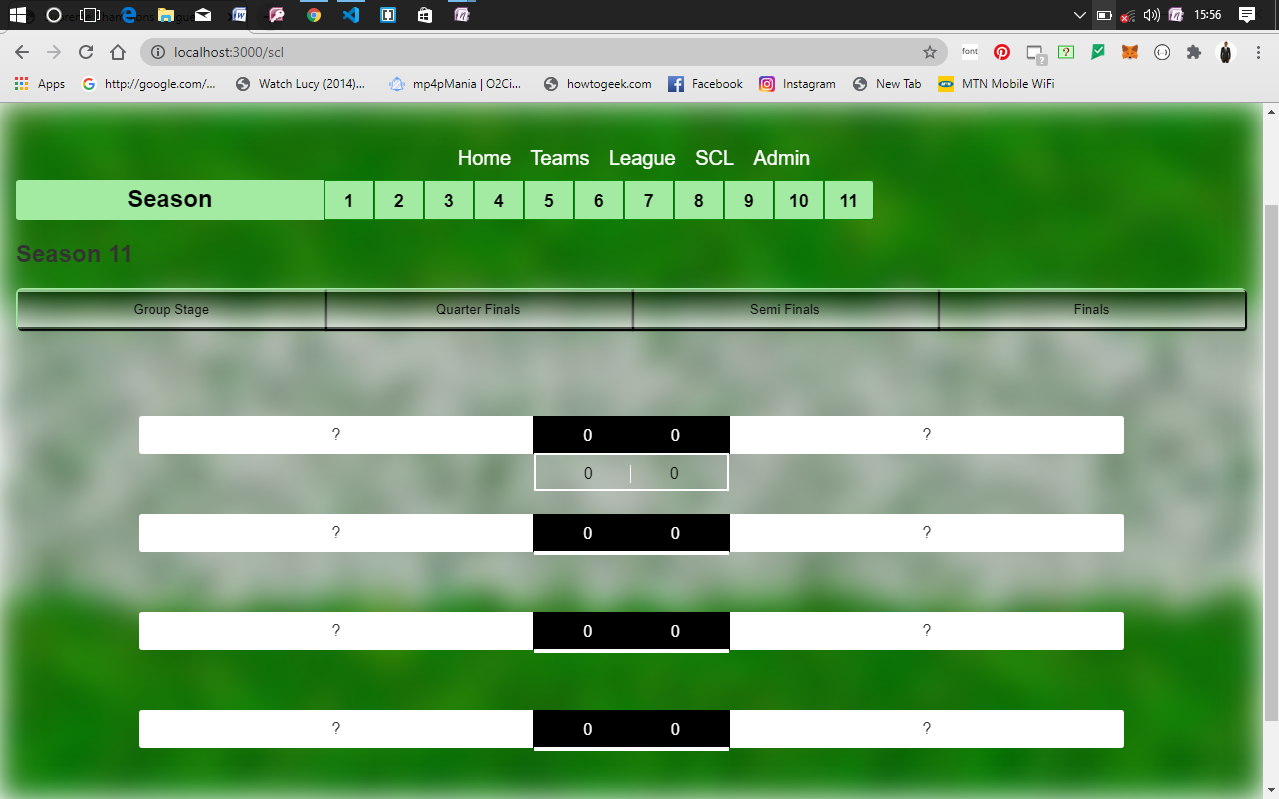 15:56
localhost:3000/scl
font
Apps http://google.com/... Watch Lucy (2014)... mp4pMania | O2Ci... howtogeek.com Facebook Instagram New Tab MTN Mobile WiFi
Home Teams League SCL Admin
Season 1 2 3 4 5 6 7 8 9 10 11
Season 11
Group Stage Quarter Finals Semi Finals Finals
? 0 0 ?
0 0
? 0 0 ?
? 0 0 ?
? 0 0 ?